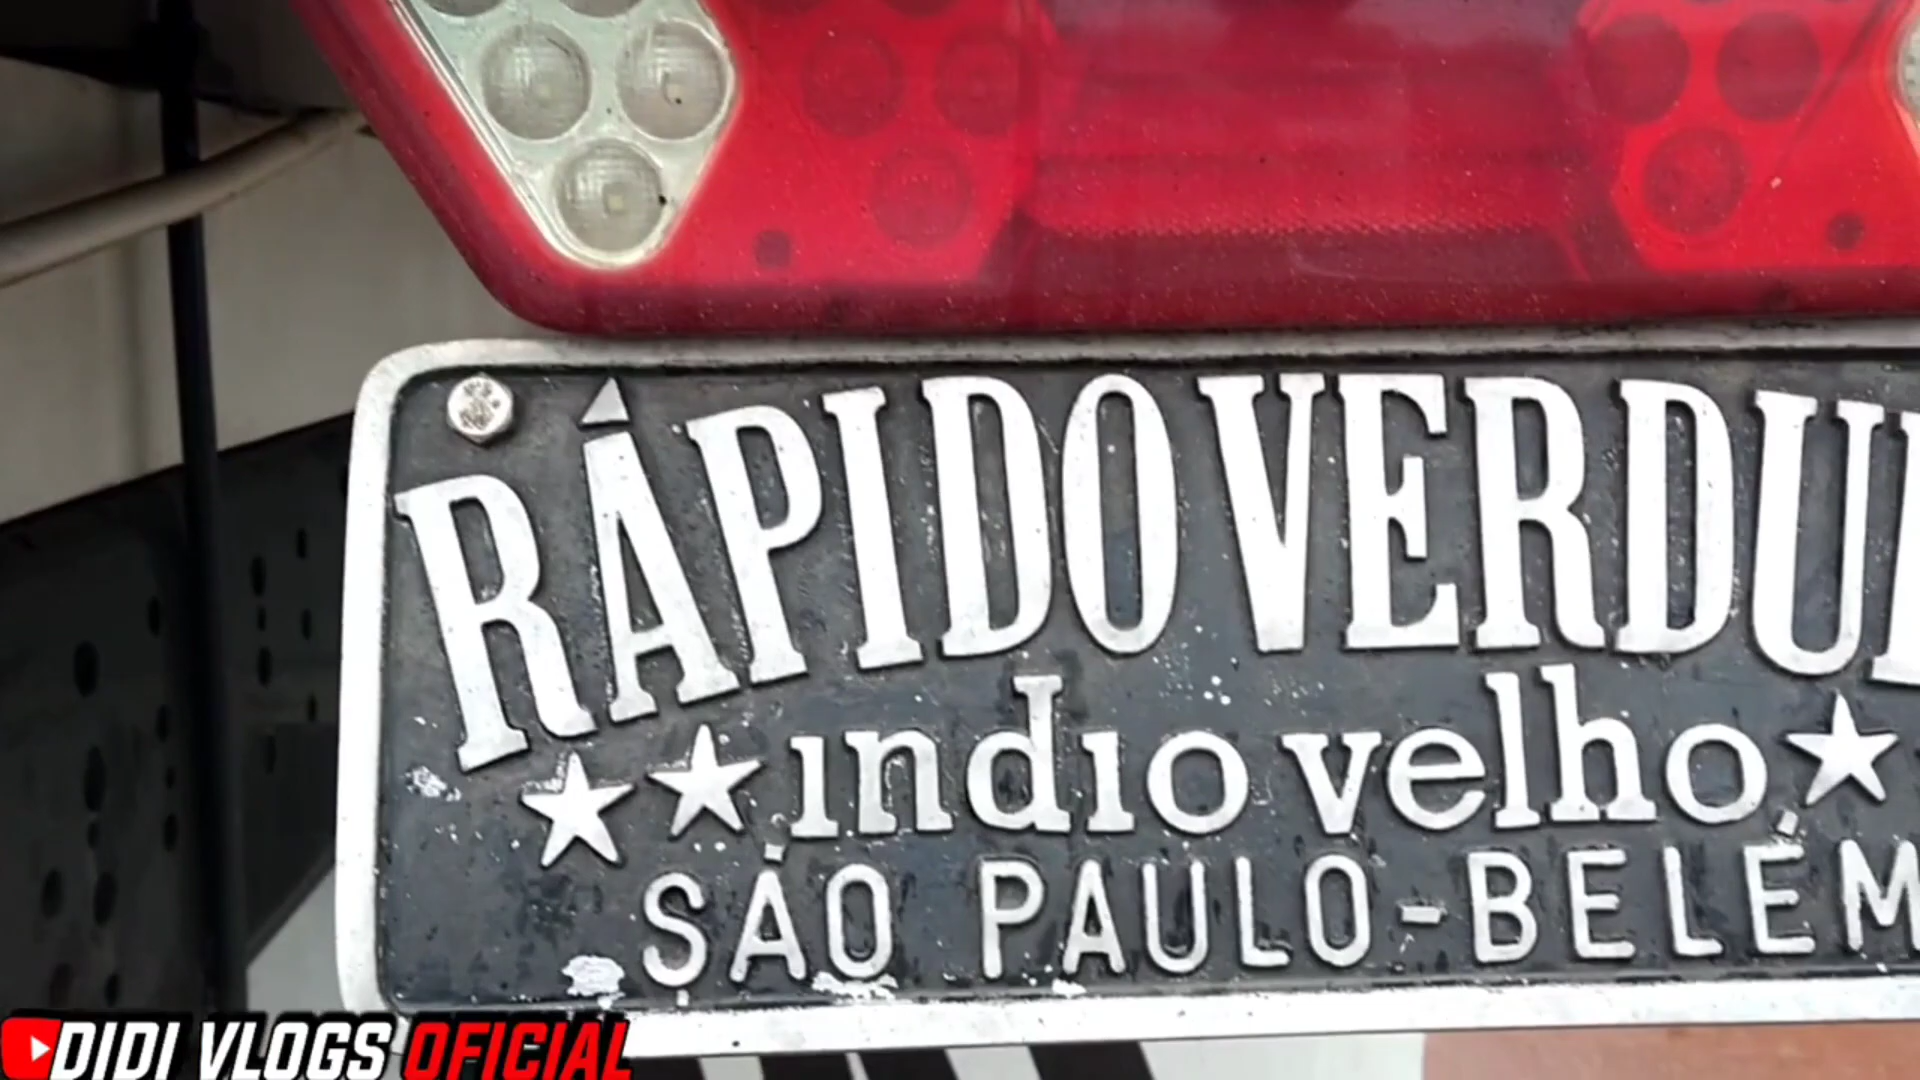 RÁPIDO VERDU
★ ★ indio velho ★
SÃO PAULO-BELÉM
DIDI VLOGS OFICIAL